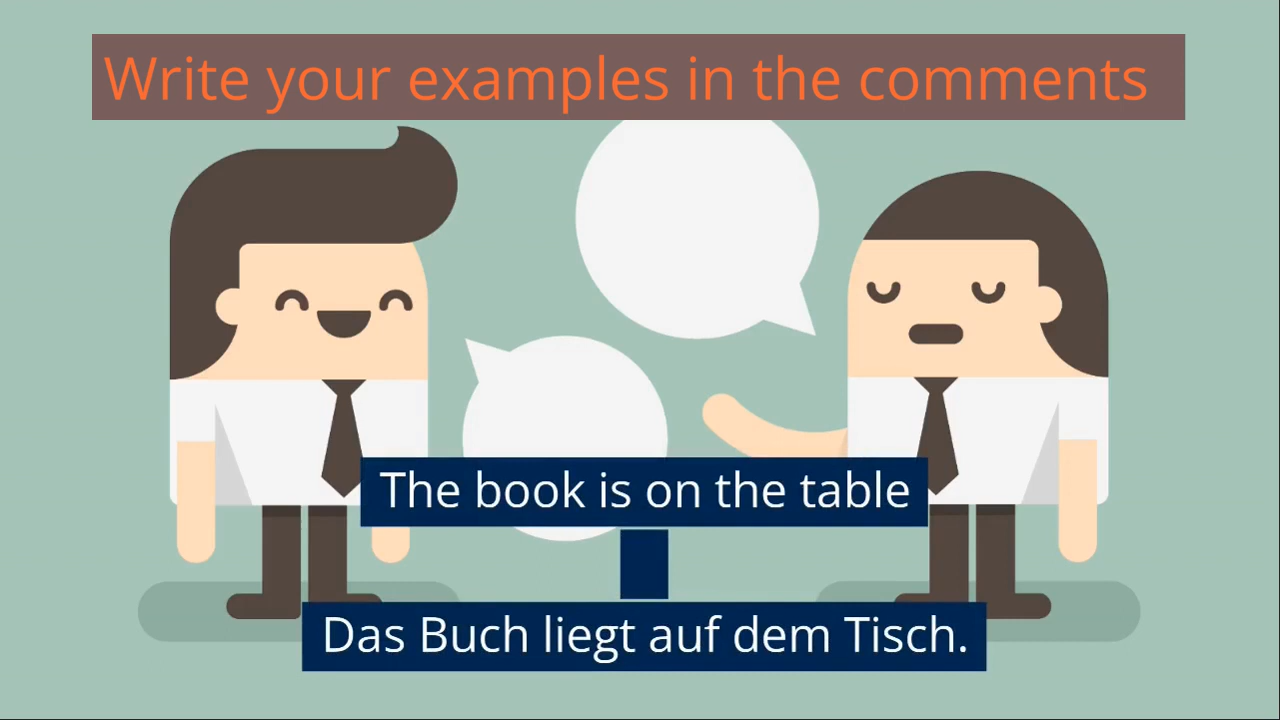 Write your examples in the comments
The book is on the table
Das Buch liegt auf dem Tisch.